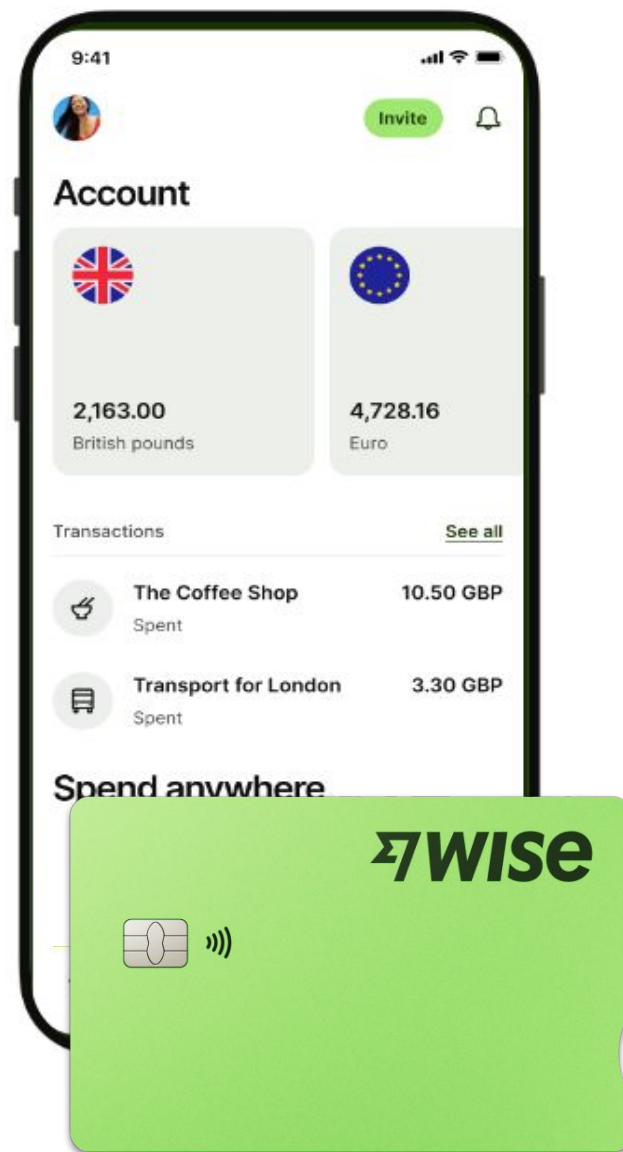 9:41
Invite
Account
2,163.00
British pounds
4,728.16
Euro
Transactions
See all
The Coffee Shop
10.50 GBP
Spent
Transport for London
3.30 GBP
Spent
Spend anywhere
wise